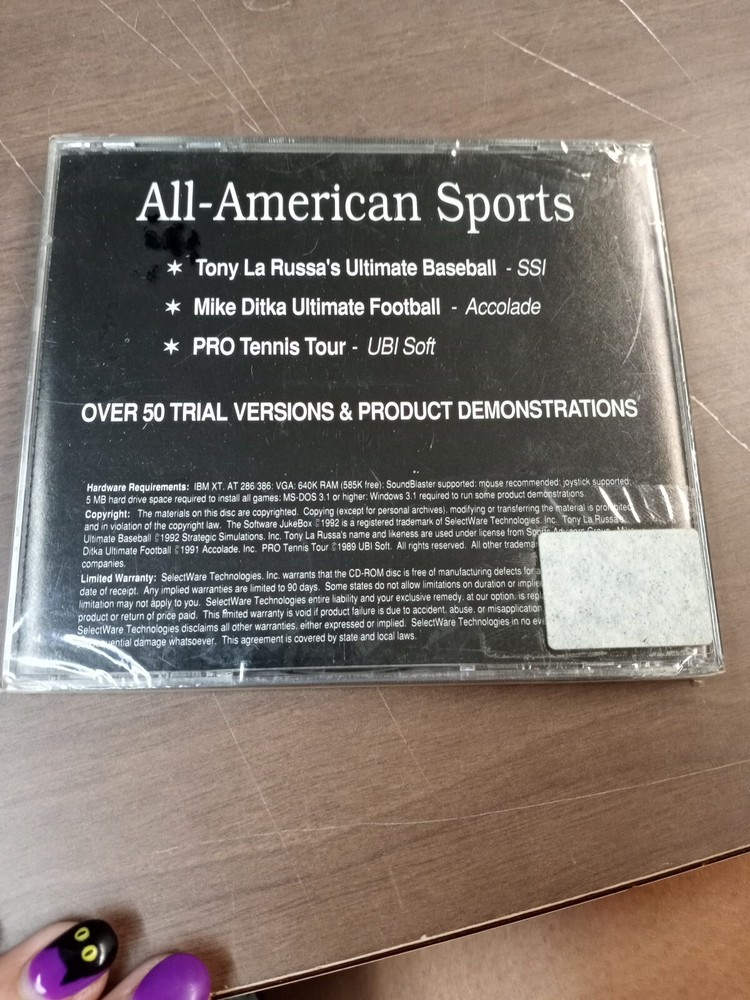 All-American Sports
✶ Tony La Russa's Ultimate Baseball - SSI
✶ Mike Ditka Ultimate Football - Accolade
✶ PRO Tennis Tour - UBI Soft
OVER 50 TRIAL VERSIONS & PRODUCT DEMONSTRATIONS
Hardware Requirements: IBM XT. AT 286 386: VGA: 640K RAM (585K free): SoundBlaster supported: mouse recommended: joystick supported:
5 MB hard drive space required to install all games: MS-DOS 3.1 or higher: Windows 3.1 required to run some product demonstrations.
Copyright: The materials on this disc are copyrighted. Copying (except for personal archives), modifying or transferring the material is prohibited
and in violation of the copyright law. The Software JukeBox ©1992 is a registered trademark of SelectWare Technologies, Inc. Tony La Russa's
Ultimate Baseball ©1992 Strategic Simulations, Inc. Tony La Russa's name and likeness are used under license from Sports Advisors Group. Mike
Ditka Ultimate Football ©1991 Accolade, Inc. PRO Tennis Tour ©1989 UBI Soft. All rights reserved. All other
companies.
Limited Warranty: SelectWare Technologies. Inc. warrants that the CD-ROM disc is free of manufacturing defects for
date of receipt. Any implied warranties are limited to 90 days. Some states do not allow limitations on duration or
limitation may not apply to you. SelectWare Technologies entire liability and your exclusive remedy, at our option, is
product or return of price paid. This limited warranty is void if product failure is due to accident, abuse, or misapplication
SelectWare Technologies disclaims all other warranties, either expressed or implied. SelectWare Technologies in no
damage whatsoever. This agreement is covered by state and local laws.